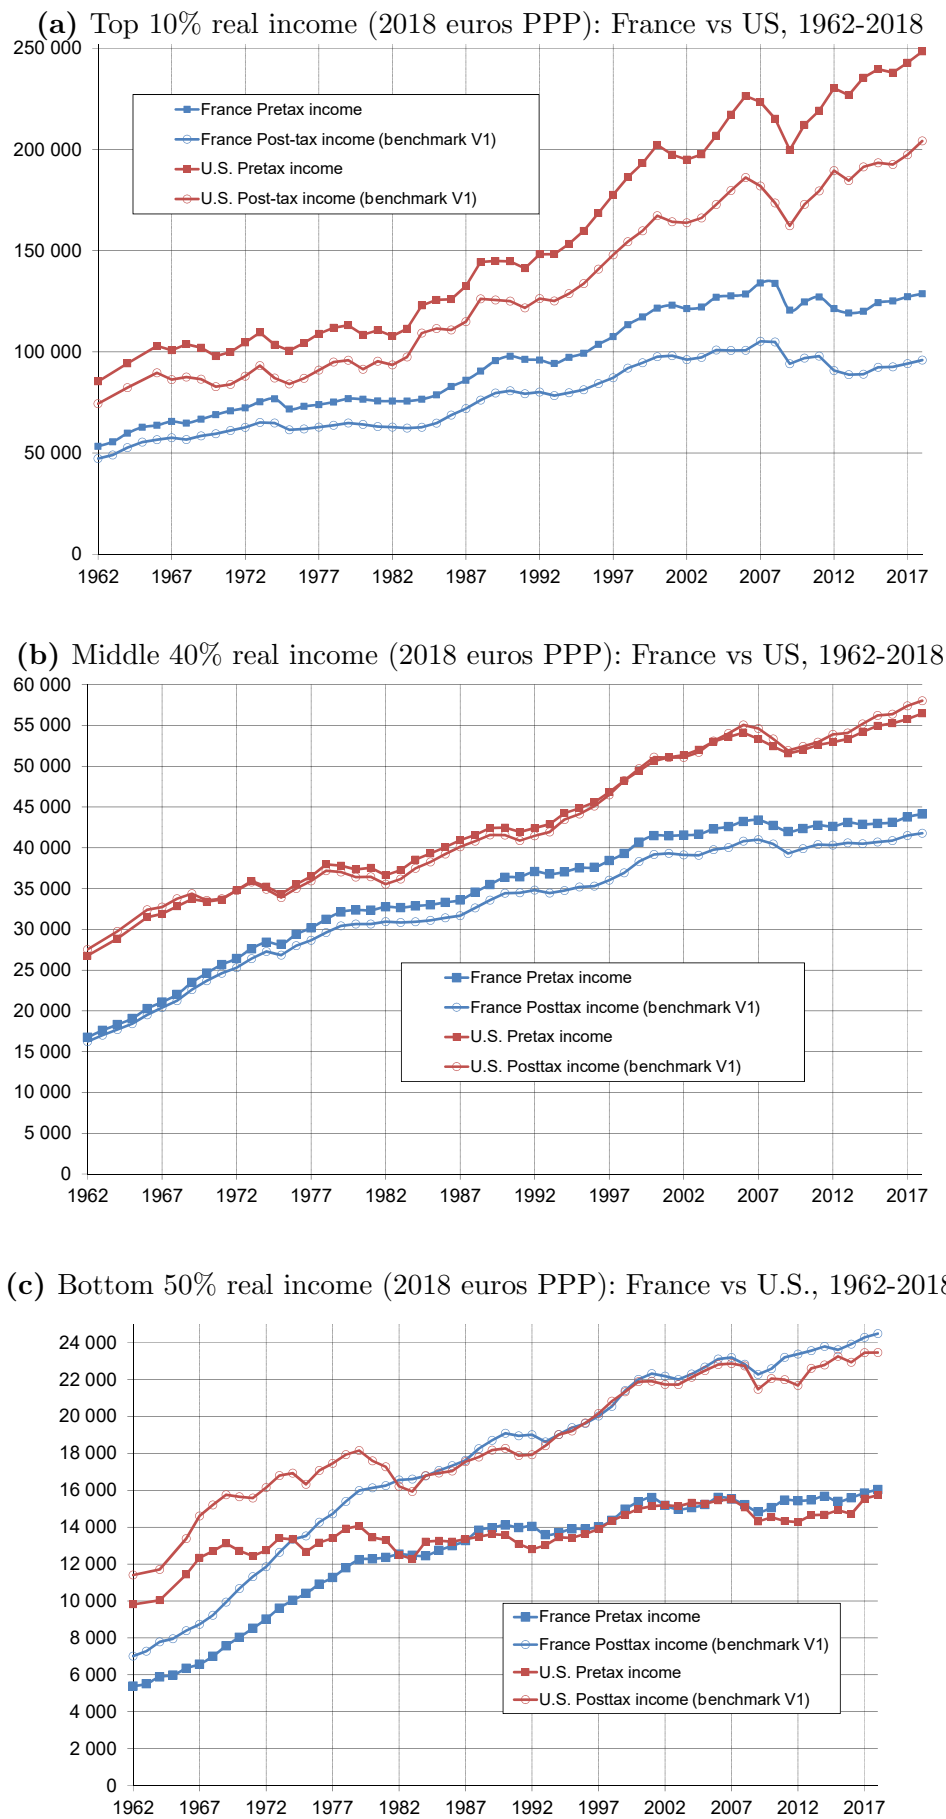 (a) Top 10% real income (2018 euros PPP): France vs US, 1962-2018
250 000
200 000
150 000
100 000
50 000
0
France Pretax income
France Post-tax income (benchmark V1)
U.S. Pretax income
U.S. Post-tax income (benchmark V1)
1962 1967 1972 1977 1982 1987 1992 1997 2002 2007 2012 2017
(b) Middle 40% real income (2018 euros PPP): France vs US, 1962-2018
60 000
55 000
50 000
45 000
40 000
35 000
30 000
25 000
20 000
15 000
10 000
5 000
0
France Pretax income
France Posttax income (benchmark V1)
U.S. Pretax income
U.S. Posttax income (benchmark V1)
1962 1967 1972 1977 1982 1987 1992 1997 2002 2007 2012 2017
(c) Bottom 50% real income (2018 euros PPP): France vs U.S., 1962-2018
24 000
22 000
20 000
18 000
16 000
14 000
12 000
10 000
8 000
6 000
4 000
2 000
0
France Pretax income
France Posttax income (benchmark V1)
U.S. Pretax income
U.S. Posttax income (benchmark V1)
1962 1967 1972 1977 1982 1987 1992 1997 2002 2007 2012 2017